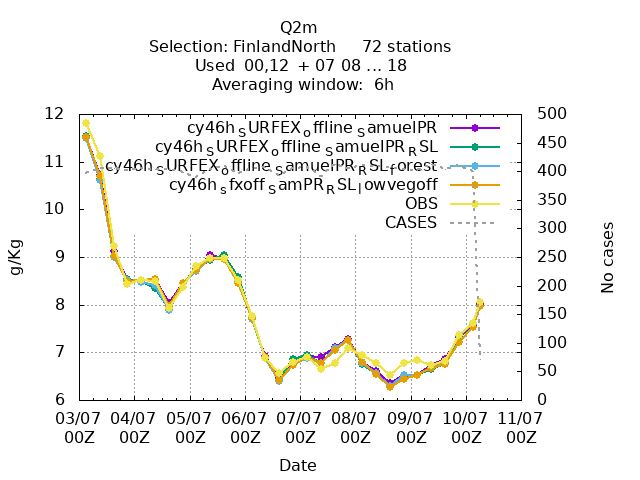 Q2m
Selection: FinlandNorth 72 stations
Used 00,12 + 07 08 ... 18
Averaging window: 6h
cy46h_SURFEX_offline_SamuelPR
cy46h_SURFEX_offline_SamuelPR_RSL
cy46h_SURFEX_offline_SamuelPR_RSL_forest
cy46h_sfxoff_SamPR_RSL_lowvegoff
OBS
CASES
g/Kg
12
11
10
9
8
7
6
500
450
400
350
300
250
200
150
100
50
0
No cases
03/07 04/07 05/07 06/07 07/07 08/07 09/07 10/07 11/07
00Z 00Z 00Z 00Z 00Z 00Z 00Z 00Z 00Z
Date